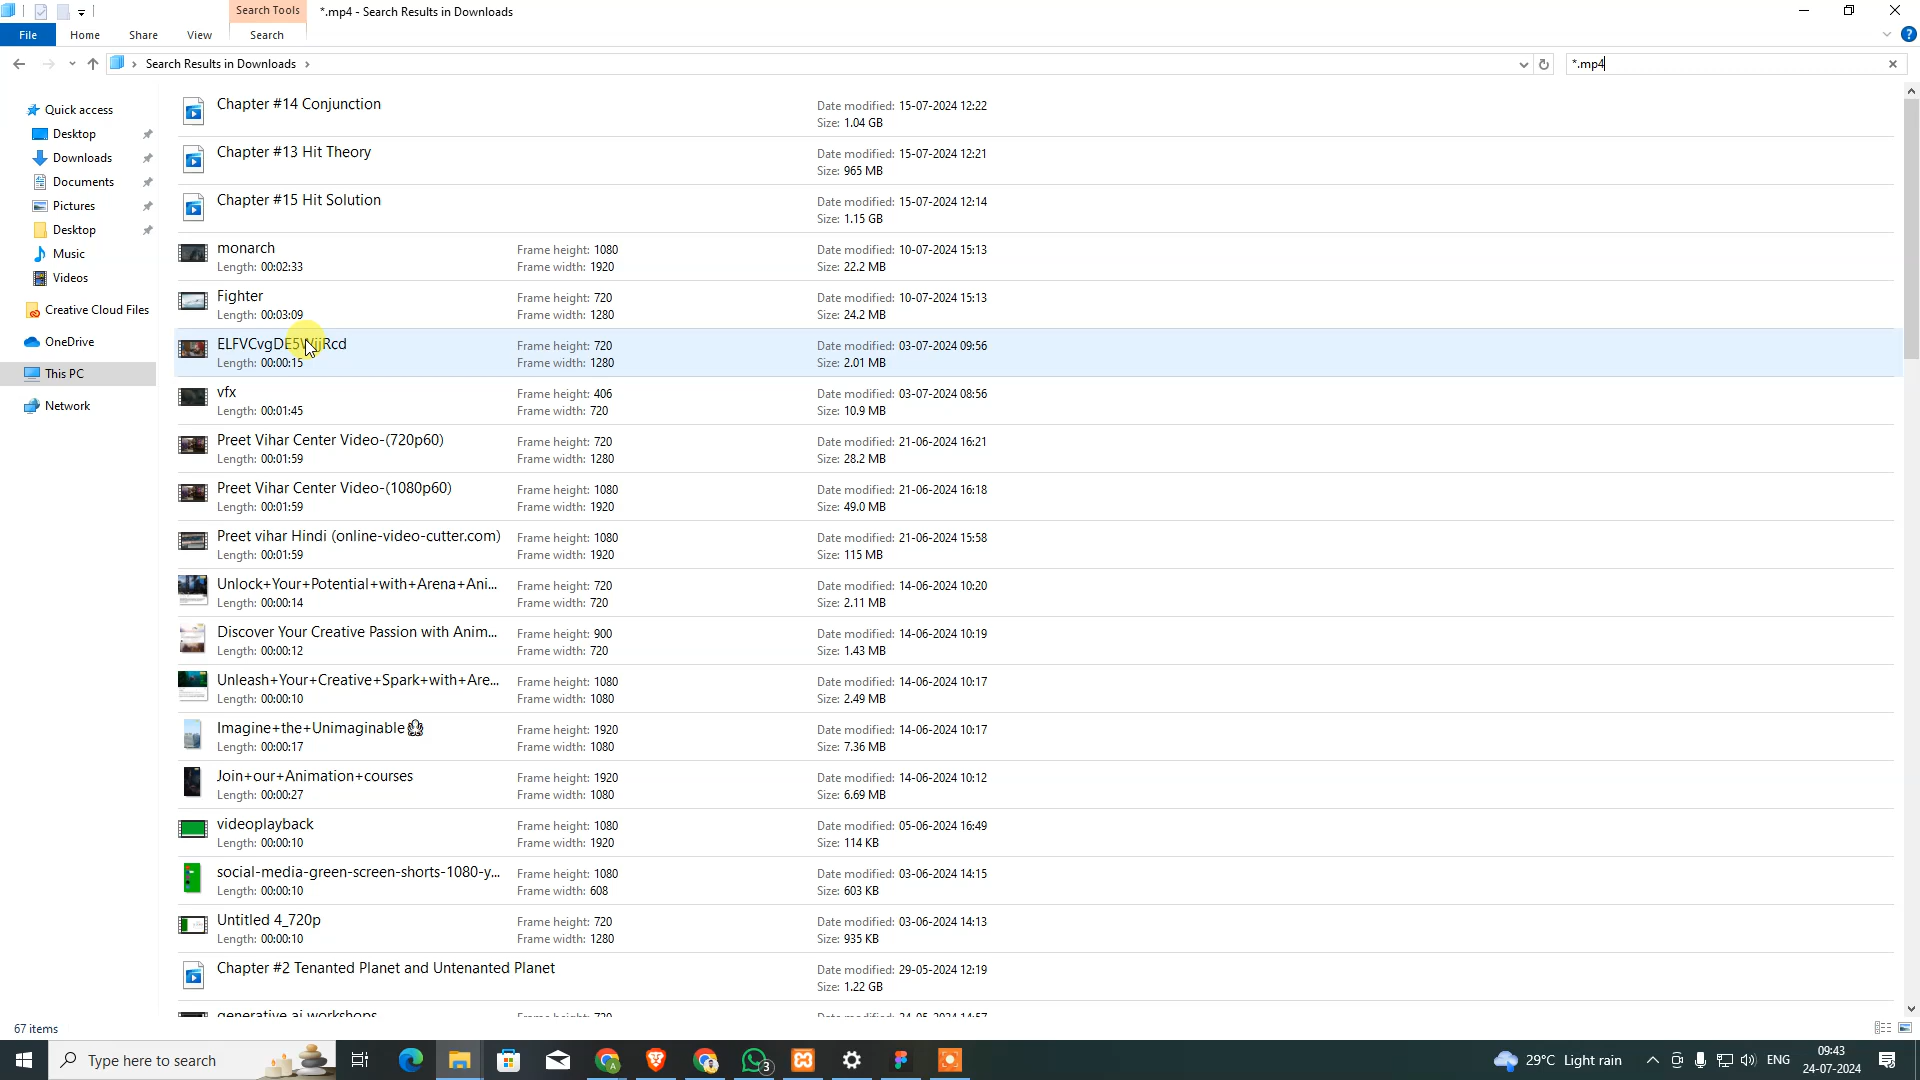 Search Tools
*.mp4 - Search Results in Downloads
File
Home
Share
View
Search
Search Results in Downloads
*.mp4
Quick access
Desktop
Downloads
Documents
Pictures
Desktop
Music
Videos
Creative Cloud Files
OneDrive
This PC
Network
Chapter #14 Conjunction
Date modified: 15-07-2024 12:22
Size: 1.04 GB
Chapter #13 Hit Theory
Date modified: 15-07-2024 12:21
Size: 965 MB
Chapter #15 Hit Solution
Date modified: 15-07-2024 12:14
Size: 1.15 GB
monarch
Length: 00:02:33
Frame height: 1080
Frame width: 1920
Date modified: 10-07-2024 15:13
Size: 22.2 MB
Fighter
Length: 00:03:09
Frame height: 720
Frame width: 1280
Date modified: 10-07-2024 15:13
Size: 24.2 MB
Length: 00:00:15
Frame height: 720
Frame width: 1280
Date modified: 03-07-2024 09:56
Size: 2.01 MB
vfx
Length: 00:01:45
Frame height: 406
Frame width: 720
Date modified: 03-07-2024 08:56
Size: 10.9 MB
Preet Vihar Center Video-(720p60)
Length: 00:01:59
Frame height: 720
Frame width: 1280
Date modified: 21-06-2024 16:21
Size: 28.2 MB
Preet Vihar Center Video-(1080p60)
Length: 00:01:59
Frame height: 1080
Frame width: 1920
Date modified: 21-06-2024 16:18
Size: 49.0 MB
Preet vihar Hindi (online-video-cutter.com)
Length: 00:01:59
Frame height: 1080
Frame width: 1920
Date modified: 21-06-2024 15:58
Size: 115 MB
Unlock+Your+Potential+with+Arena+Ani...
Length: 00:00:14
Frame height: 720
Frame width: 720
Date modified: 14-06-2024 10:20
Size: 2.11 MB
Discover Your Creative Passion with Anim...
Length: 00:00:12
Frame height: 900
Frame width: 720
Date modified: 14-06-2024 10:19
Size: 1.43 MB
Unleash+Your+Creative+Spark+with+Are...
Length: 00:00:10
Frame height: 1080
Frame width: 1080
Date modified: 14-06-2024 10:17
Size: 2.49 MB
Imagine+the+Unimaginable
Length: 00:00:17
Frame height: 1920
Frame width: 1080
Date modified: 14-06-2024 10:17
Size: 7.36 MB
Join+our+Animation+courses
Length: 00:00:27
Frame height: 1920
Frame width: 1080
Date modified: 14-06-2024 10:12
Size: 6.69 MB
videoplayback
Length: 00:00:10
Frame height: 1080
Frame width: 1920
Date modified: 05-06-2024 16:49
Size: 114 KB
social-media-green-screen-shorts-1080-y...
Length: 00:00:10
Frame height: 1080
Frame width: 608
Date modified: 03-06-2024 14:15
Size: 603 KB
Untitled 4_720p
Length: 00:00:10
Frame height: 720
Frame width: 1280
Date modified: 03-06-2024 14:13
Size: 935 KB
Chapter #2 Tenanted Planet and Untenanted Planet
Date modified: 29-05-2024 12:19
Size: 1.22 GB
generative ai workshops
67 items
Type here to search
3
29°C Light rain
ENG
09:43
24-07-2024